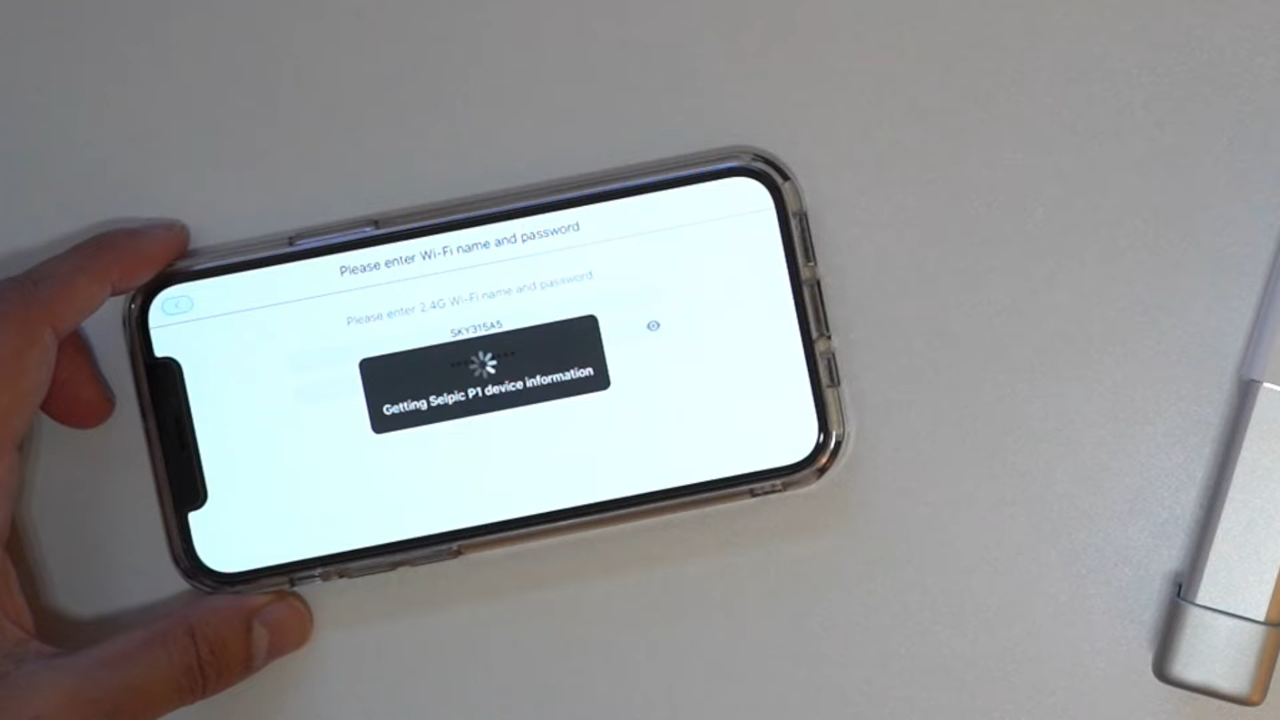 Please enter Wi-Fi name and password
Please enter 2.4G Wi-Fi name and password
SKY315A5
Getting Selpic P1 device information